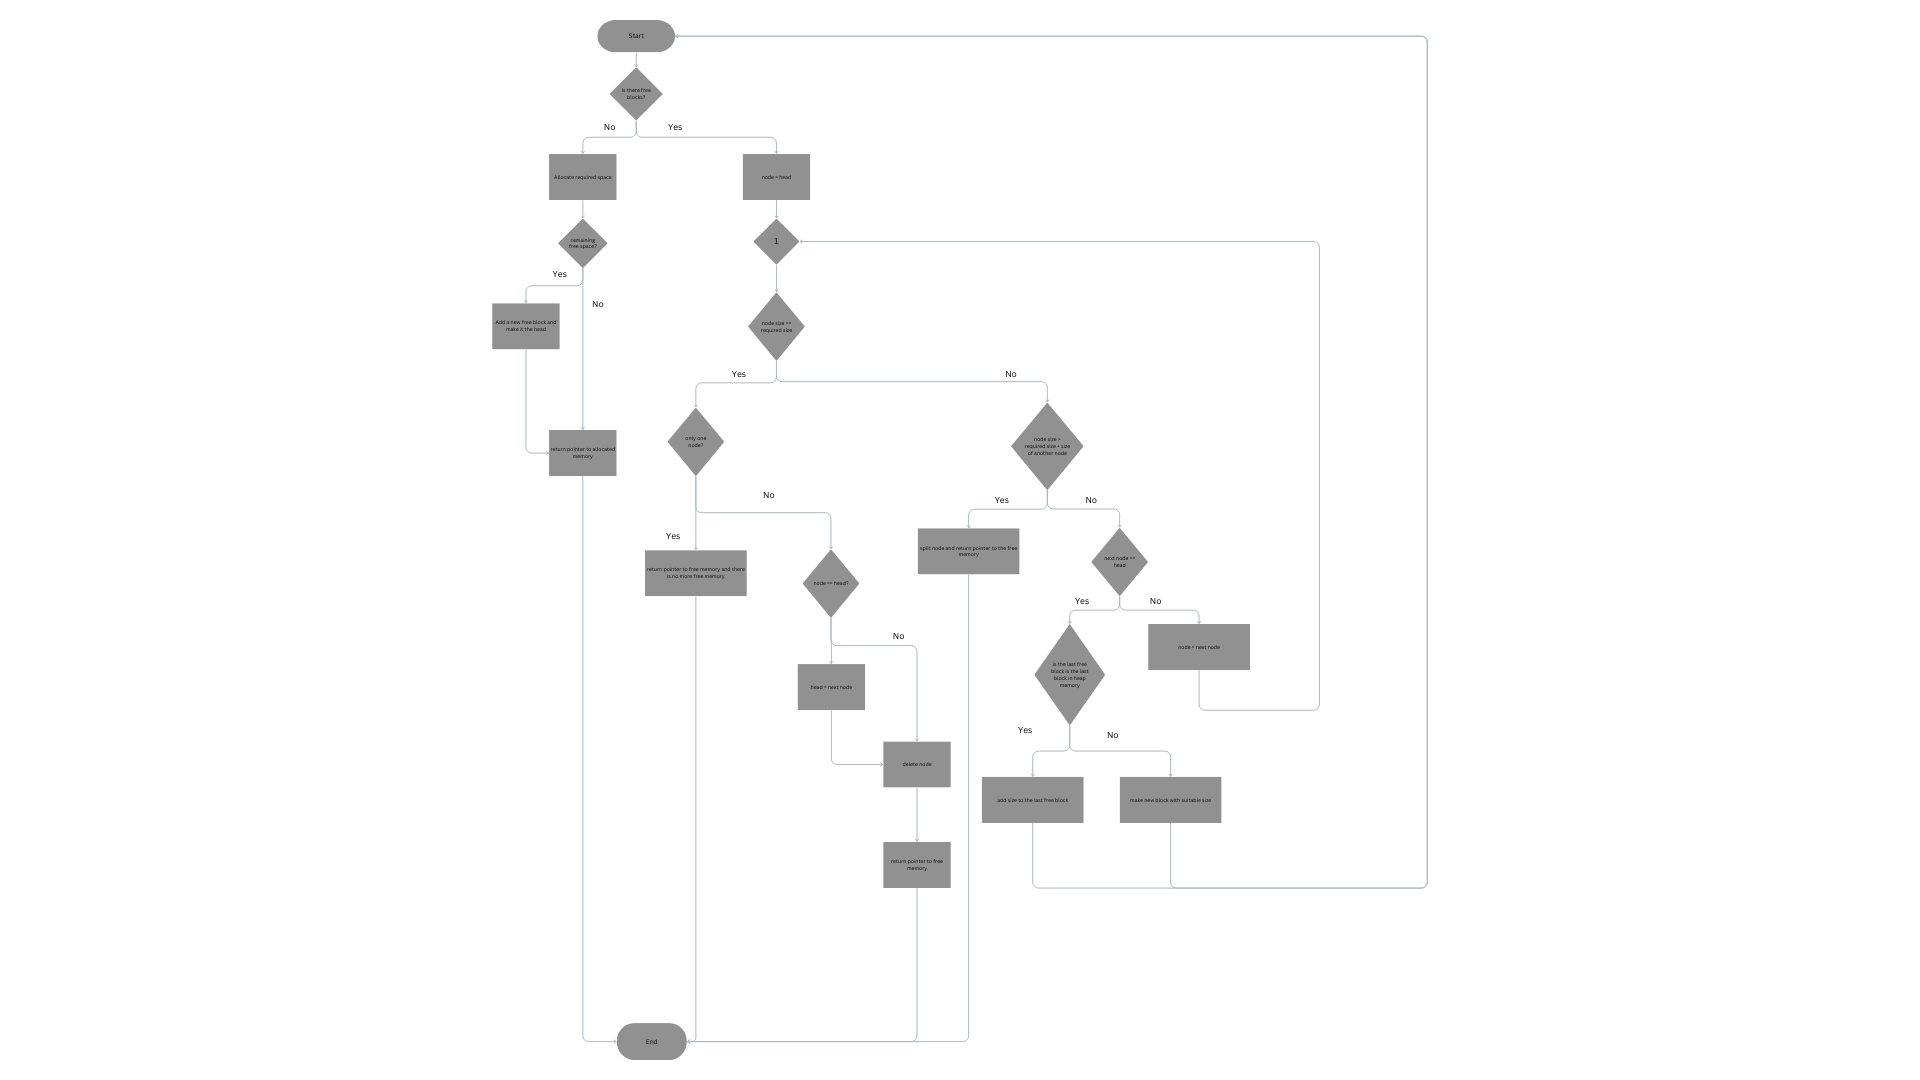 Start
Is there free
blocks?
No
Yes
Allocate required space
node = head
remaining
free space?
1
Yes
No
Add a new free block and
make it the head
node size ==
required size
Yes
No
only one
node?
node size >
required size + size
of another node
return pointer to allocated
memory
No
Yes
No
Yes
split node and return pointer to the free
memory
next node ==
head
return pointer to free memory and there
is no more free memory
node == head?
Yes
No
No
node = next node
Is the last free
block is the last
block in heap
memory
head = next node
Yes
No
delete node
add size to the last free block
make new block with suitable size
return pointer to free
memory
End